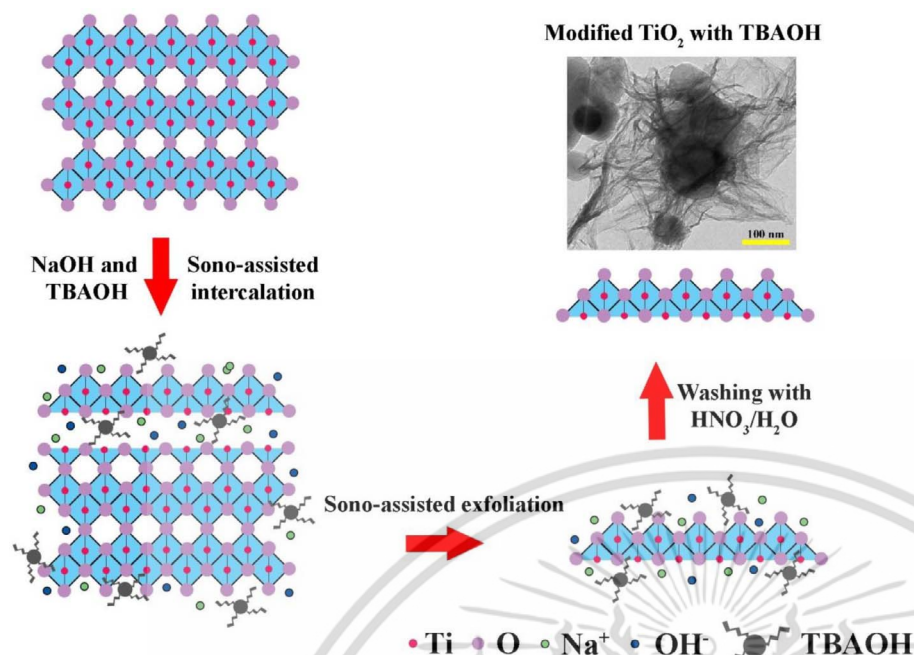 Modified TiO₂ with TBAOH
100 nm
NaOH and
TBAOH
Sono-assisted
intercalation
Washing with
HNO₃/H₂O
Sono-assisted exfoliation
Ti O Na⁺ OH⁻ TBAOH